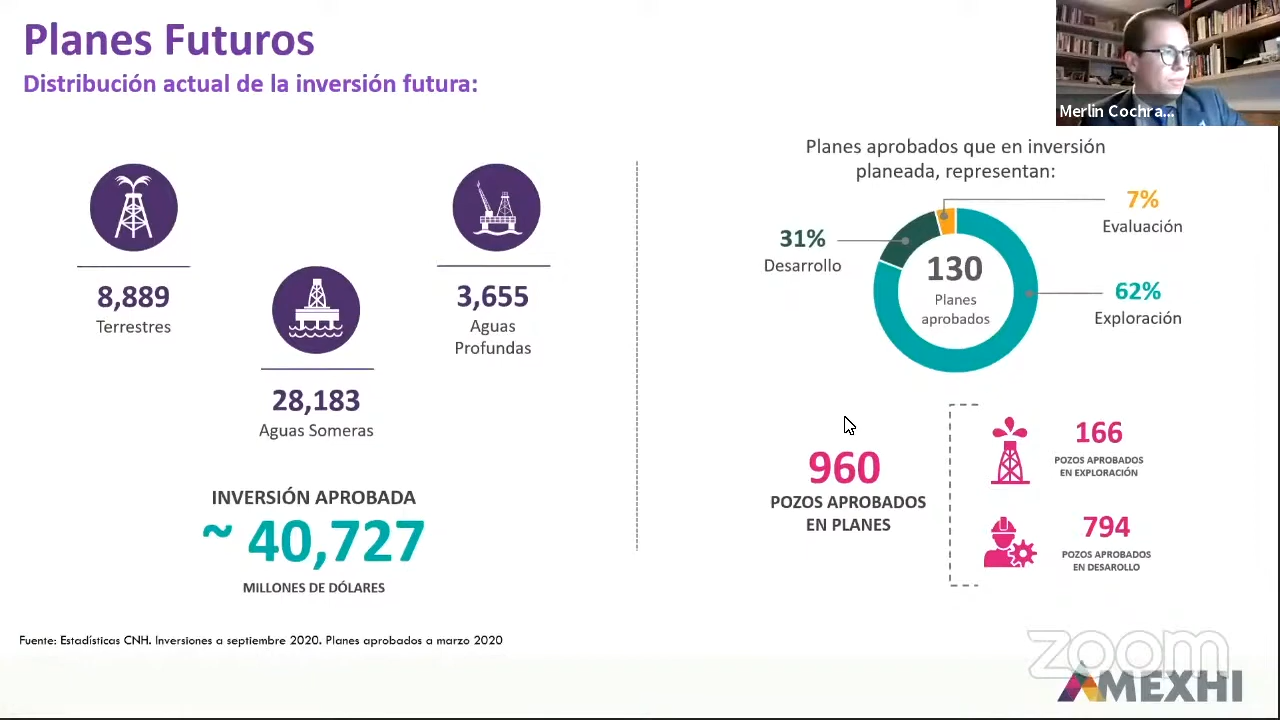 Planes Futuros
Distribución actual de la inversión futura:
Merlin Cochra...
8,889
Terrestres
28,183
Aguas Someras
3,655
Aguas
Profundas
INVERSIÓN APROBADA
~ 40,727
MILLONES DE DÓLARES
Planes aprobados que en inversión
planeada, representan:
7%
Evaluación
31%
Desarrollo
130
Planes
aprobados
62%
Exploración
960
POZOS APROBADOS
EN PLANES
166
POZOS APROBADOS
EN EXPLORACIÓN
794
POZOS APROBADOS
EN DESAROLLO
Fuente: Estadísticas CNH. Inversiones a septiembre 2020. Planes aprobados a marzo 2020
zoom
AMEXHI